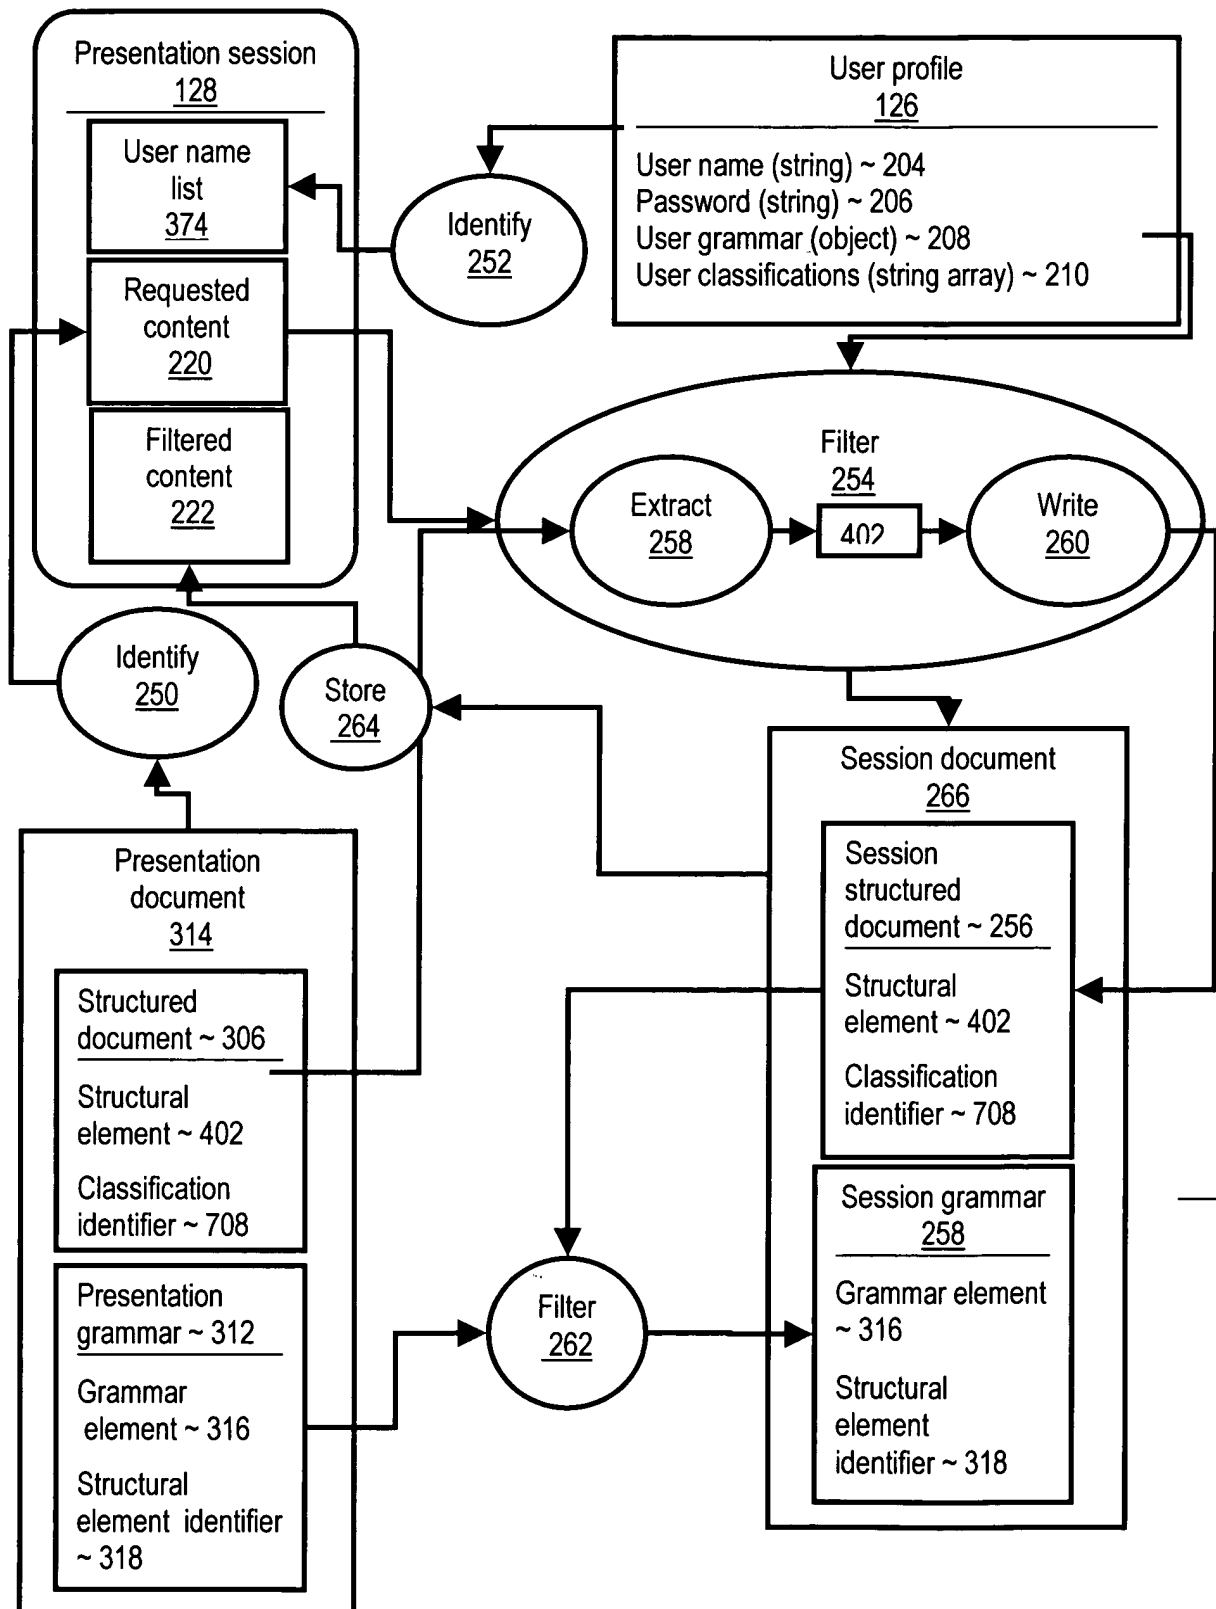 Presentation session
128
User name
list
374
Requested
content
220
Filtered
content
222
User profile
126
User name (string) ~ 204
Password (string) ~ 206
User grammar (object) ~ 208
User classifications (string array) ~ 210
Identify
252
Filter
254
Extract
258
402
Write
260
Identify
250
Store
264
Session document
266
Session
structured
document ~ 256
Structural
element ~ 402
Classification
identifier ~ 708
Session grammar
258
Grammar element
~ 316
Structural
element
identifier ~ 318
Presentation
document
314
Structured
document ~ 306
Structural
element ~ 402
Classification
identifier ~ 708
Presentation
grammar ~ 312
Grammar
element ~ 316
Structural
element identifier
~ 318
Filter
262